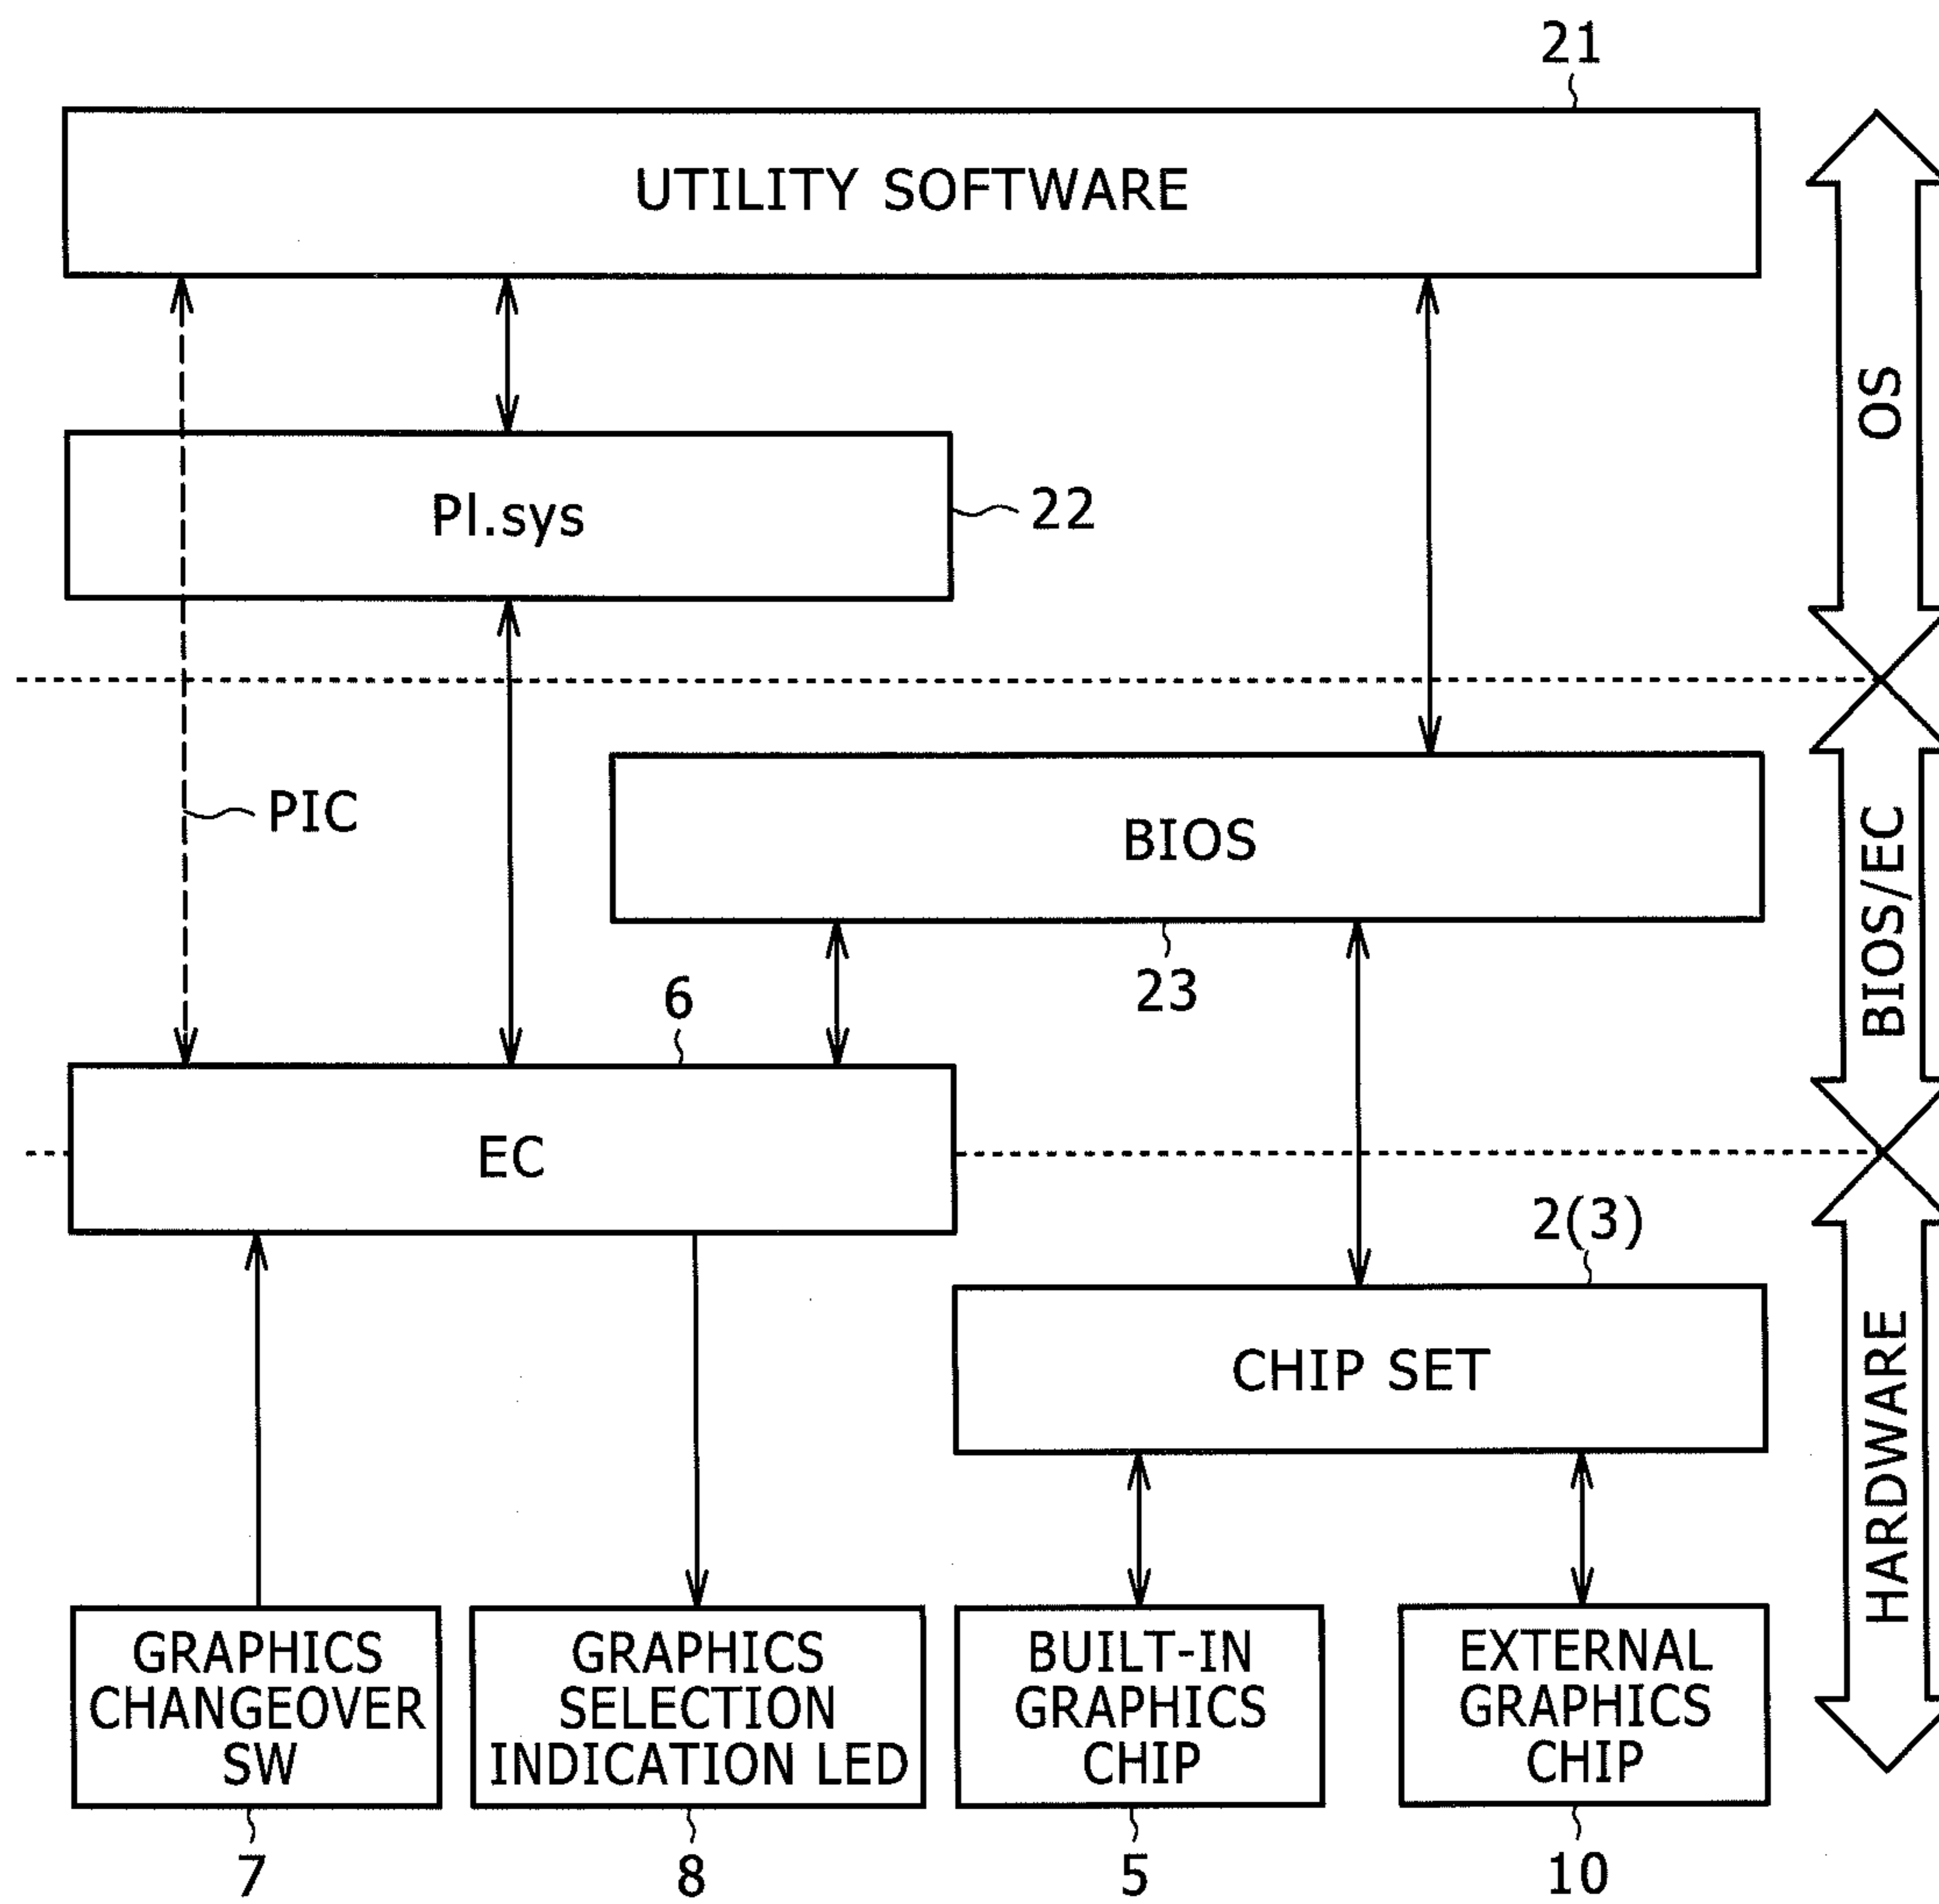 21
UTILITY SOFTWARE
OS
Pl.sys
22
PIC
BIOS
BIOS/EC
23
6
EC
2(3)
CHIP SET
HARDWARE
GRAPHICS
CHANGEOVER
SW
GRAPHICS
SELECTION
INDICATION LED
BUILT-IN
GRAPHICS
CHIP
EXTERNAL
GRAPHICS
CHIP
7
8
5
10